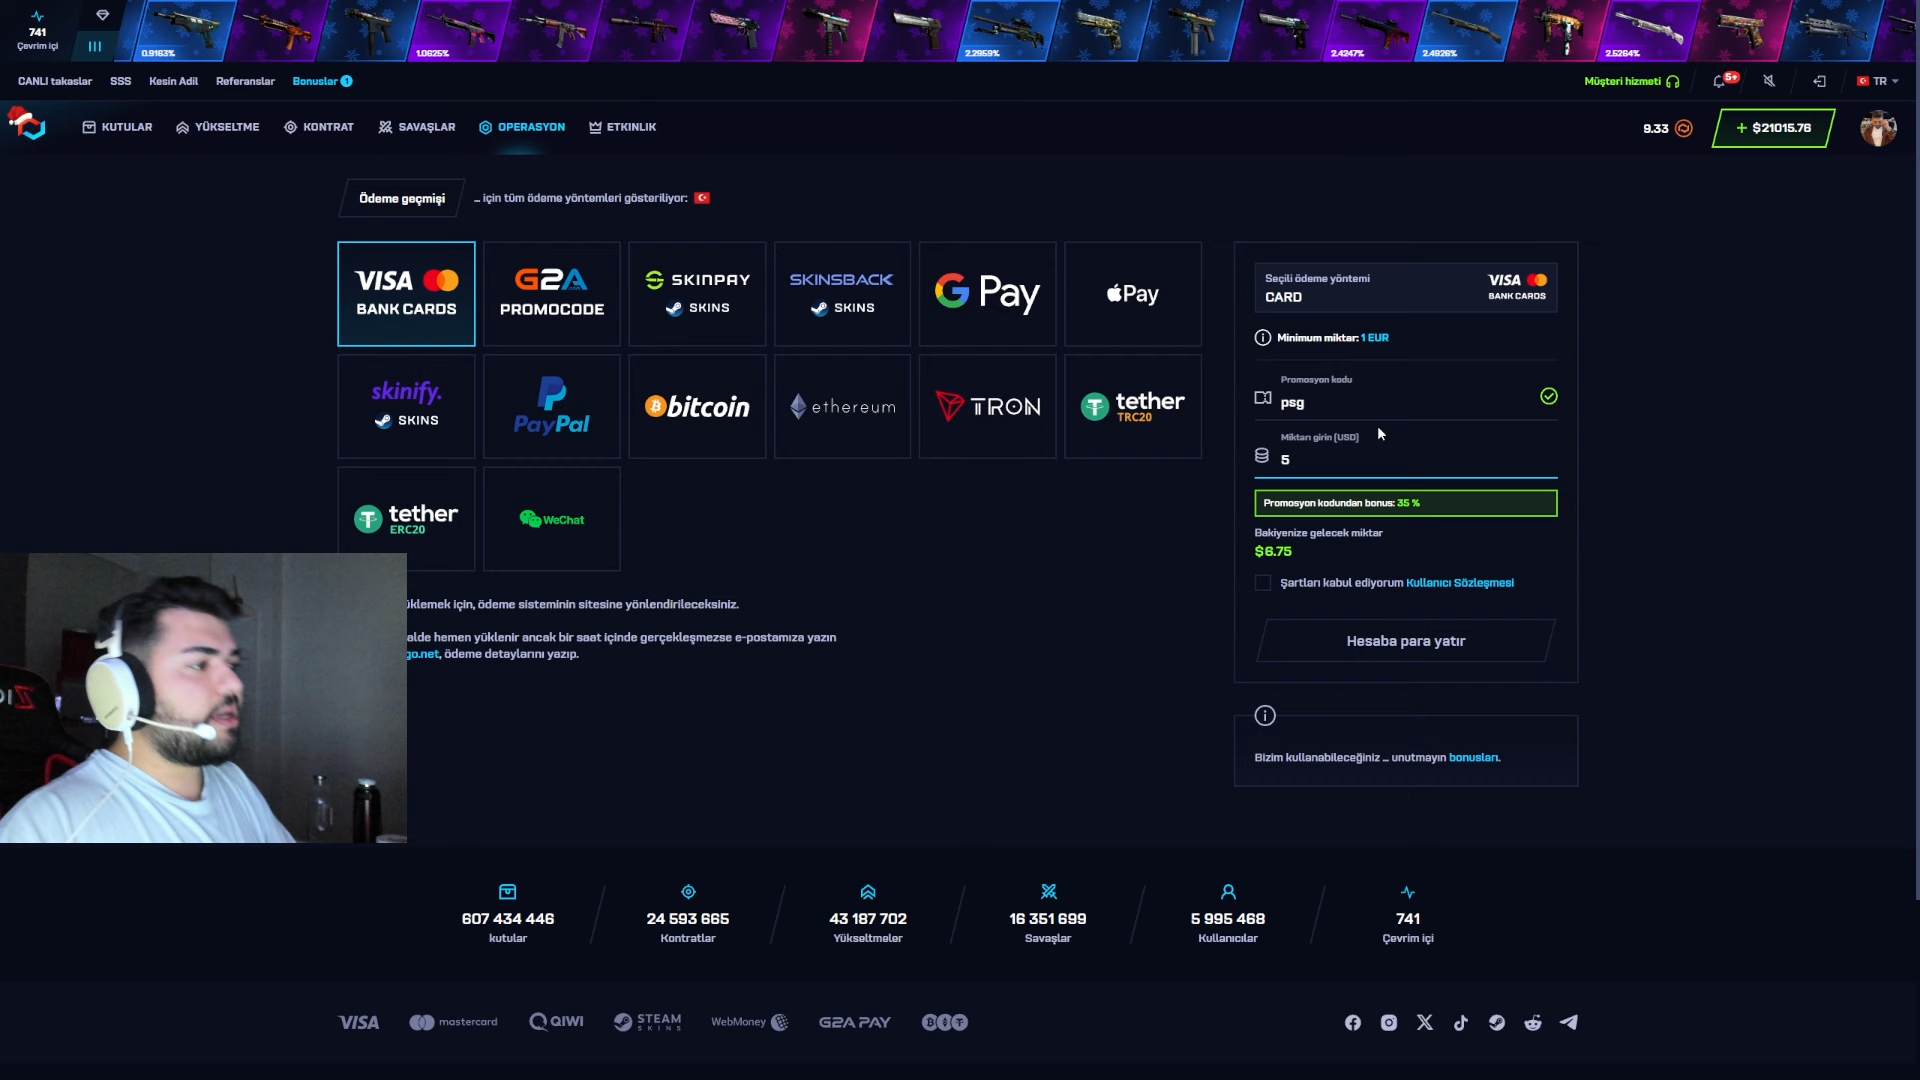 741
Çevrim içi
0.9163%
1.0625%
2.2959%
2.4247%
2.4926%
2.5264%
CANLI takaslar
SSS
Kesin Adil
Referanslar
Bonuslar 1
Müşteri hizmeti
5+
TR
KUTULAR
YÜKSELTME
KONTRAT
SAVAŞLAR
OPERASYON
ETKINLIK
9.33
+ $21015.76
Ödeme geçmişi
... için tüm ödeme yöntemleri gösteriliyor:
VISA
BANK CARDS
G2A
PROMOCODE
SKINPAY
SKINS
SKINSBACK
SKINS
G Pay
Pay
skinify.
SKINS
PayPal
bitcoin
ethereum
TRON
tether
TRC20
tether
ERC20
WeChat
Seçili ödeme yöntemi
CARD
VISA
BANK CARDS
Minimum miktar: 1 EUR
Promosyon kodu
psg
Miktarı girin (USD)
5
Promosyon kodundan bonus: 35 %
Bakiyenize gelecek miktar
$6.75
Şartları kabul ediyorum Kullanıcı Sözleşmesi
Hesaba para yatır
Bizim kullanabileceğiniz ... unutmayın bonusları.
üklemek için, ödeme sisteminin sitesine yönlendirileceksiniz.
alde hemen yüklenir ancak bir saat içinde gerçekleşmezse e-postamıza yazın
go.net, ödeme detaylarını yazıp.
607 434 446
kutular
24 593 665
Kontratlar
43 187 702
Yükseltmeler
16 351 699
Savaşlar
5 995 468
Kullanıcılar
741
Çevrim içi
VISA
mastercard
QIWI
STEAM
SKINS
WebMoney
G2A PAY